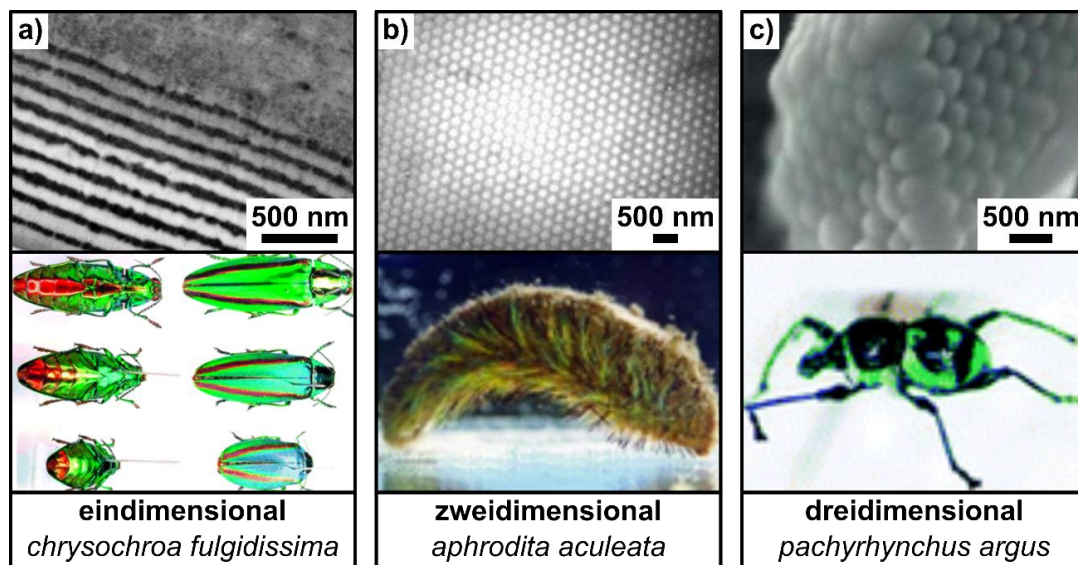 a)
500 nm
eindimensional
chrysochroa fulgidissima
b)
500 nm
zweidimensional
aphrodita aculeata
c)
500 nm
dreidimensional
pachyrhynchus argus